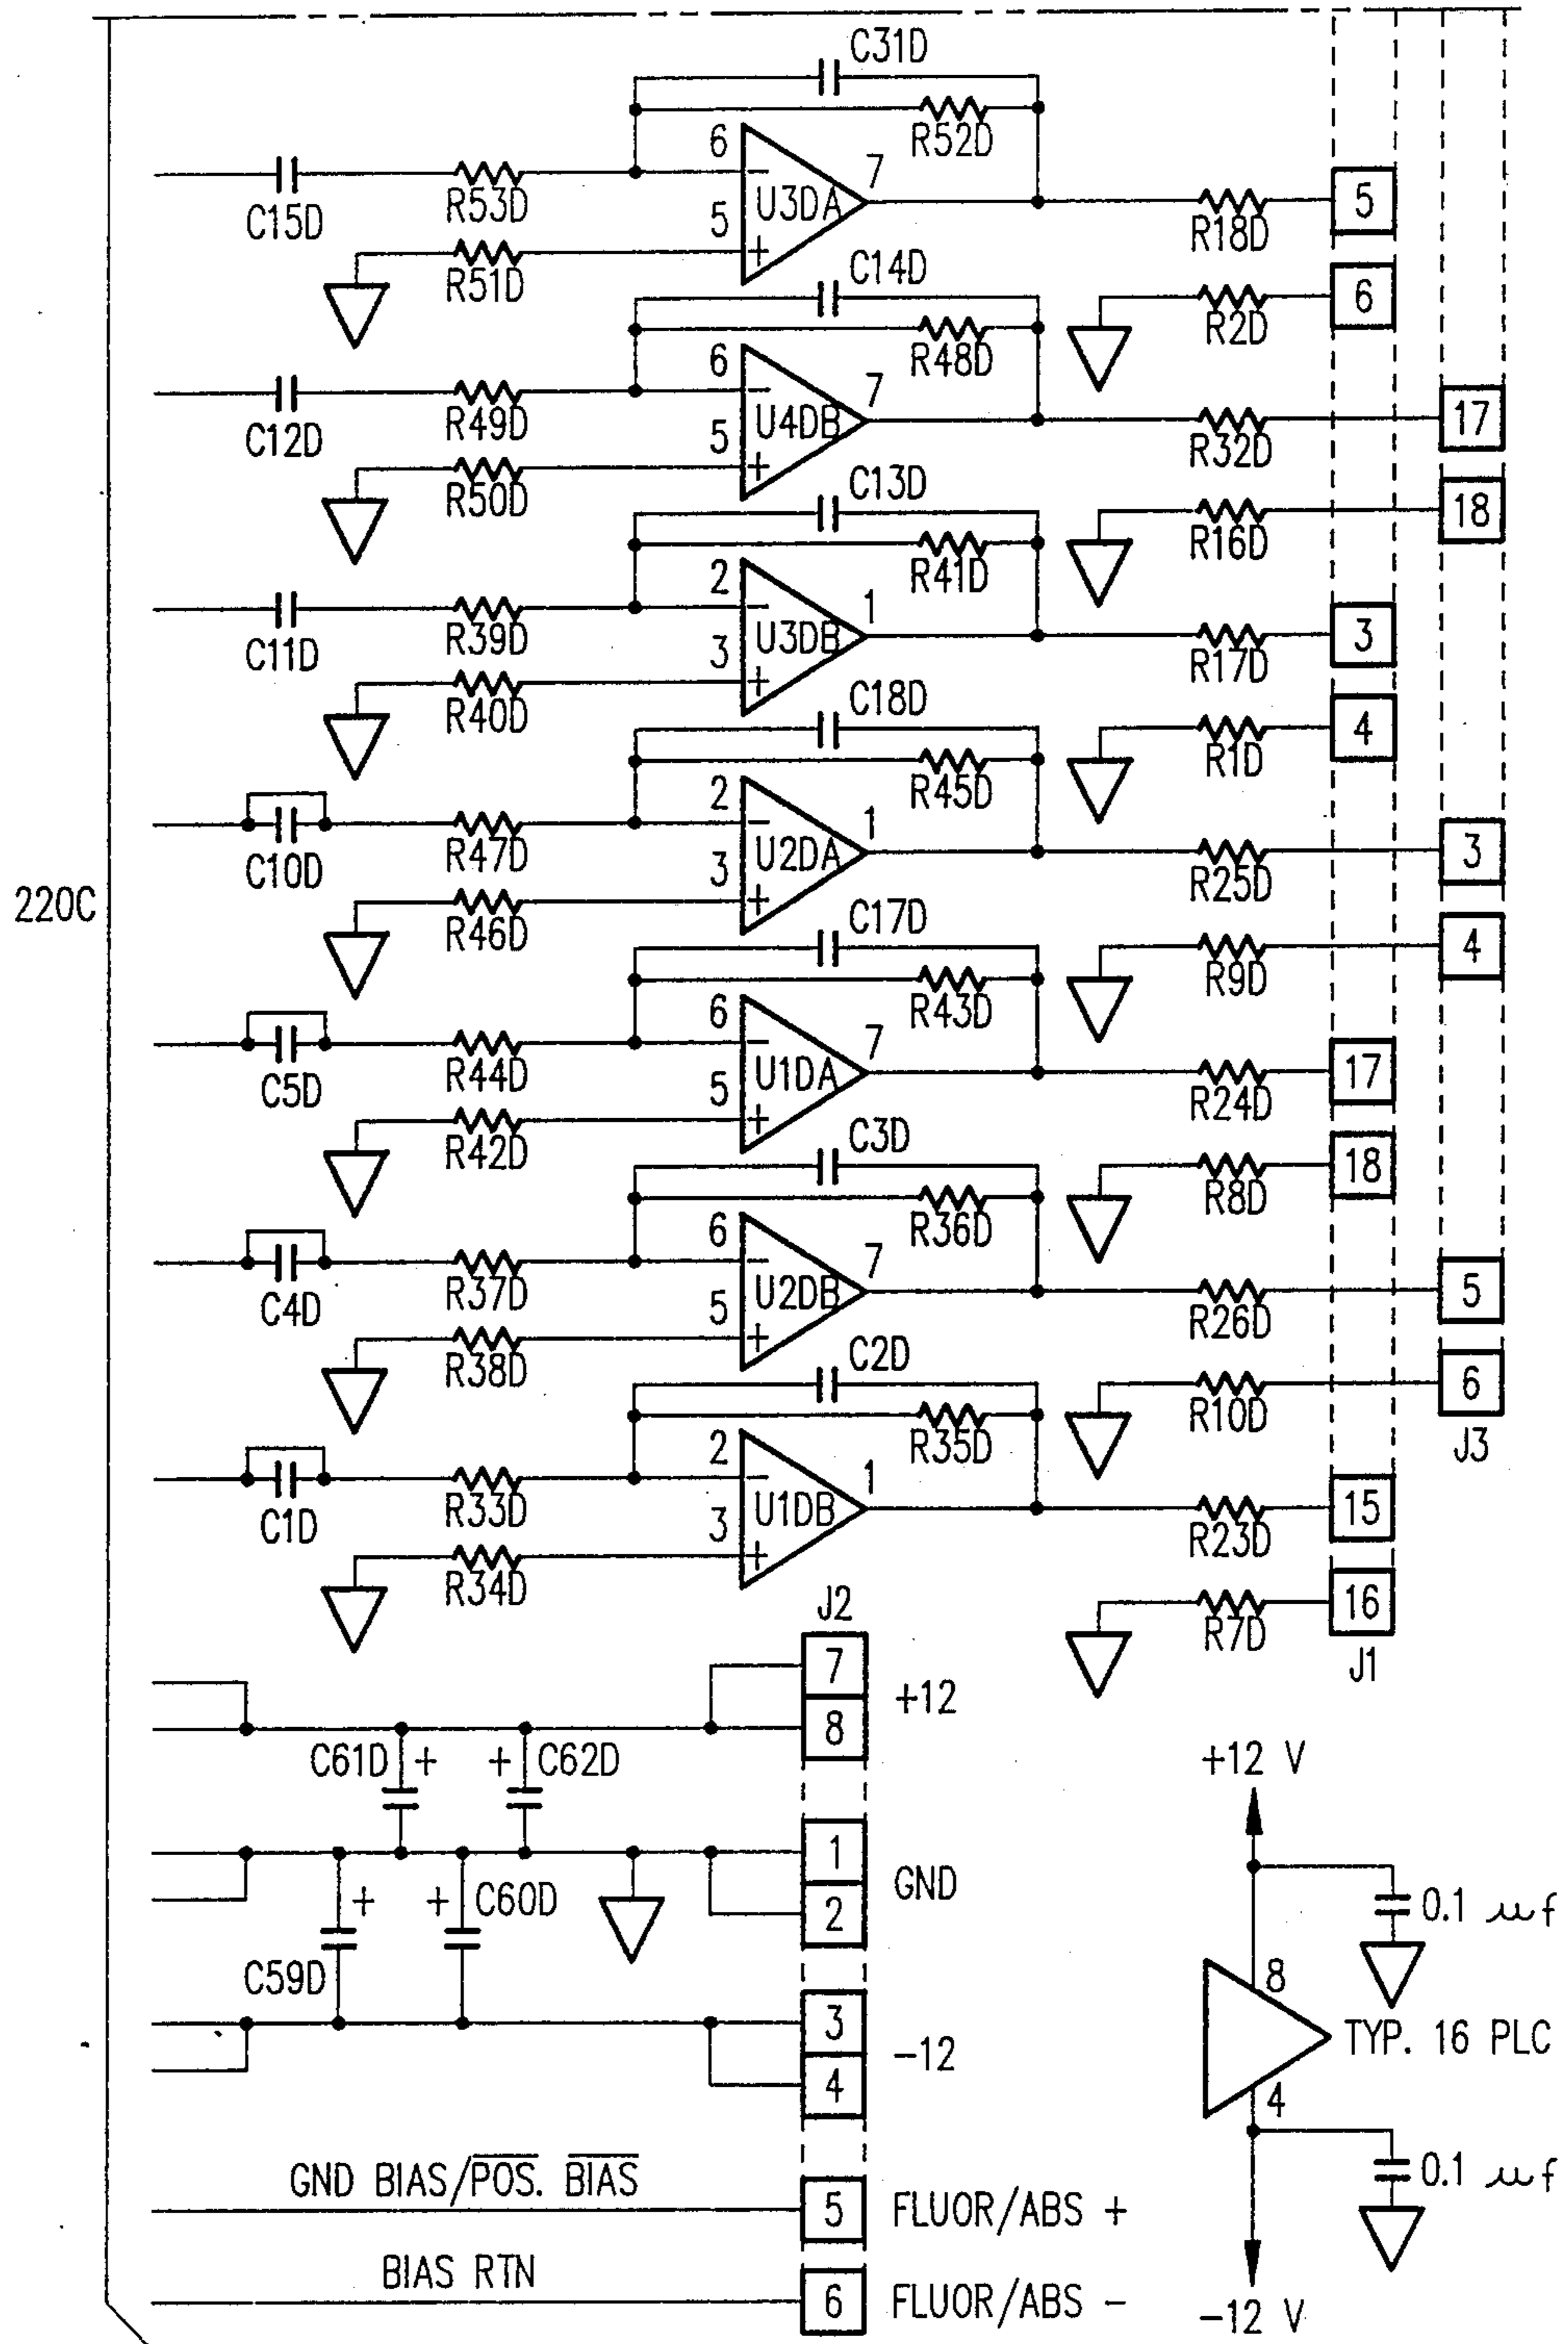 C31D
R52D
6
7
C15D
R53D
U3DA
5
R18D
5
R51D
C14D
6
R2D
R48D
6
7
C12D
R49D
U4DB
17
5
R32D
R50D
C13D
18
R16D
R41D
2
1
C11D
R39D
U3DB
3
3
R17D
R40D
C18D
4
R1D
R45D
2
1
C10D
R47D
U2DA
3
3
R25D
220C
R46D
C17D
4
R9D
R43D
6
7
C5D
R44D
U1DA
17
5
R24D
R42D
C3D
18
R8D
R36D
6
7
C4D
R37D
U2DB
5
5
R26D
R38D
C2D
6
R10D
R35D
J3
2
1
C1D
R33D
U1DB
15
3
R23D
R34D
J2
16
R7D
J1
7
+12
8
C61D + + C62D
+12 V
1
GND
2
+ + C60D
0.1 μf
C59D
8
3
-12
4
TYP. 16 PLC
4
GND BIAS/P̅O̅S̅.̅ B̅I̅A̅S̅
0.1 μf
5
FLUOR/ABS +
BIAS RTN
6
FLUOR/ABS -
-12 V